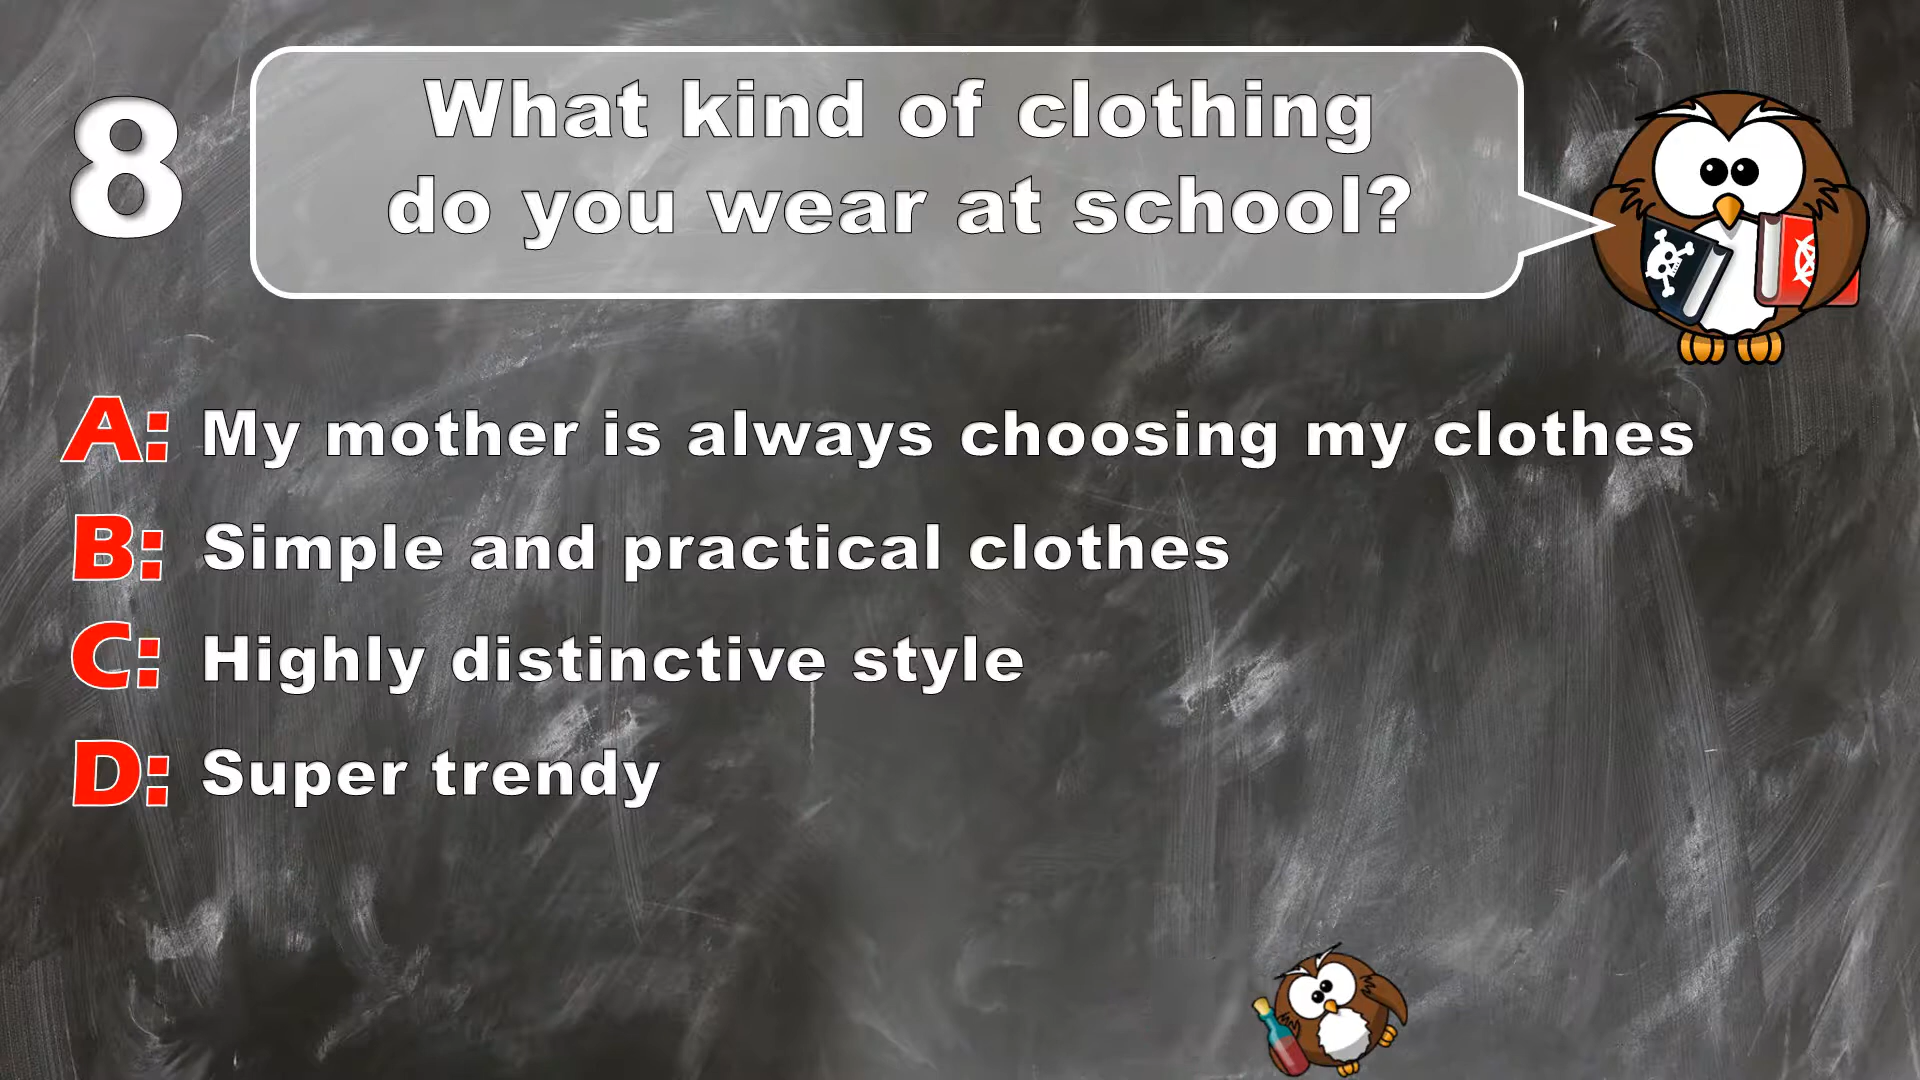 8
What kind of clothing
do you wear at school?
A: My mother is always choosing my clothes
B: Simple and practical clothes
C: Highly distinctive style
D: Super trendy